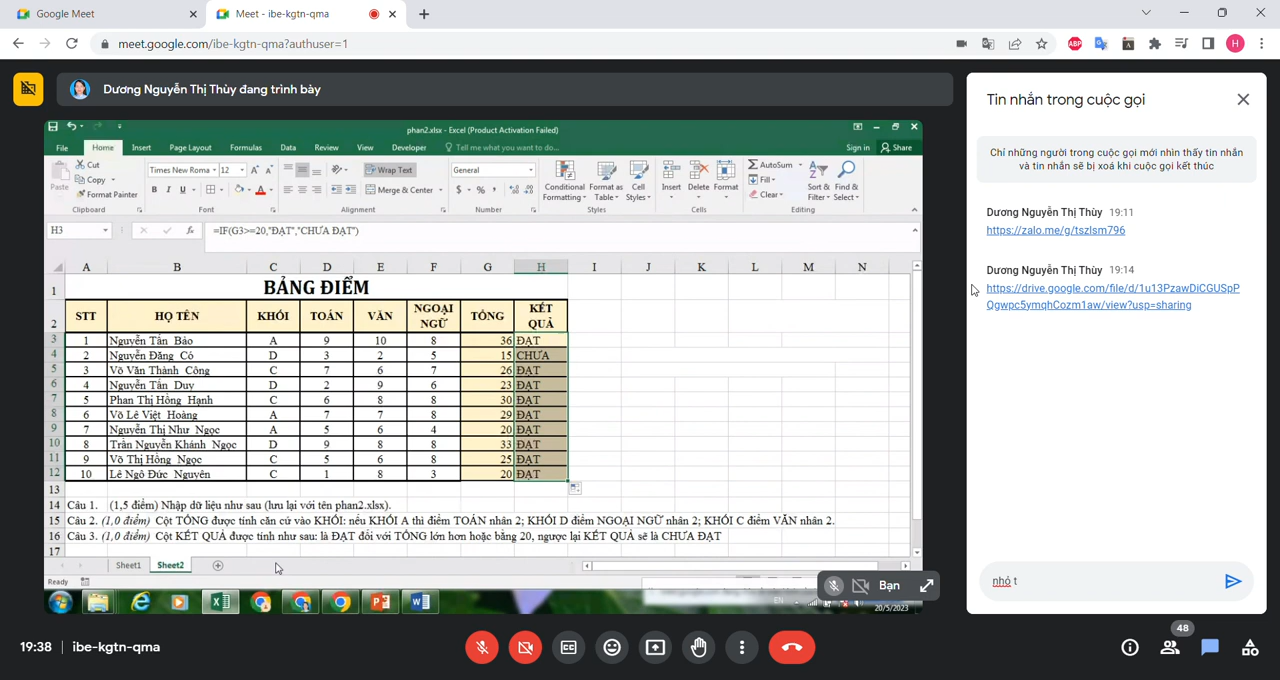 Google Meet
Meet - ibe-kgtn-qma
meet.google.com/ibe-kgtn-qma?authuser=1
ABP
H
Dương Nguyễn Thị Thùy đang trình bày
phan2.xlsx - Excel (Product Activation Failed)
File Home Insert Page Layout Formulas Data Review View Developer Tell me what you want to do... Sign in Share
Paste Cut Copy Format Painter Clipboard
Times New Roma 12 B I U Font
Wrap Text Merge & Center Alignment
General $ % Number
Conditional Formatting Format as Table Cell Styles Styles
Insert Delete Format Cells
AutoSum Fill Clear Sort & Filter Find & Select Editing
H3 fx =IF(G3>=20,"ĐẠT","CHƯA ĐẠT")
A B C D E F G H I J K L M N
1 BẢNG ĐIỂM
2 STT HỌ TÊN KHỐI TOÁN VĂN NGOẠI NGỮ TỔNG KẾT QUẢ
3 1 Nguyễn Tấn Bảo A 9 10 8 36 ĐẠT
4 2 Nguyễn Đăng Có D 3 2 5 15 CHƯA
5 3 Võ Văn Thành Công C 7 6 7 26 ĐẠT
6 4 Nguyễn Tấn Duy D 2 9 6 23 ĐẠT
7 5 Phan Thị Hồng Hạnh C 6 8 8 30 ĐẠT
8 6 Võ Lê Việt Hoàng A 7 7 8 29 ĐẠT
9 7 Nguyễn Thị Như Ngọc A 5 6 4 20 ĐẠT
10 8 Trần Nguyễn Khánh Ngọc D 9 8 8 33 ĐẠT
11 9 Võ Thị Hồng Ngọc C 5 6 8 25 ĐẠT
12 10 Lê Ngô Đức Nguyên C 1 8 3 20 ĐẠT
13
14 Câu 1. (1,5 điểm) Nhập dữ liệu như sau (lưu lại với tên phan2.xlsx).
15 Câu 2. (1,0 điểm) Cột TỔNG được tính căn cứ vào KHỐI: nếu KHỐI A thì điểm TOÁN nhân 2; KHỐI D điểm NGOẠI NGỮ nhân 2; KHỐI C điểm VĂN nhân 2.
16 Câu 3. (1,0 điểm) Cột KẾT QUẢ được tính như sau: là ĐẠT đối với TỔNG lớn hơn hoặc bằng 20, ngược lại KẾT QUẢ sẽ là CHƯA ĐẠT
17
Sheet1 Sheet2
Ready
EN
20/5/2023
Bạn
Tin nhắn trong cuộc gọi
Chỉ những người trong cuộc gọi mới nhìn thấy tin nhắn
và tin nhắn sẽ bị xoá khi cuộc gọi kết thúc
Dương Nguyễn Thị Thùy 19:11
https://zalo.me/g/tszlsm796
Dương Nguyễn Thị Thùy 19:14
https://drive.google.com/file/d/1u13PzawDiCGUSpP
Qgwpc5ymqhCozm1aw/view?usp=sharing
nhó t
19:38 | ibe-kgtn-qma
48